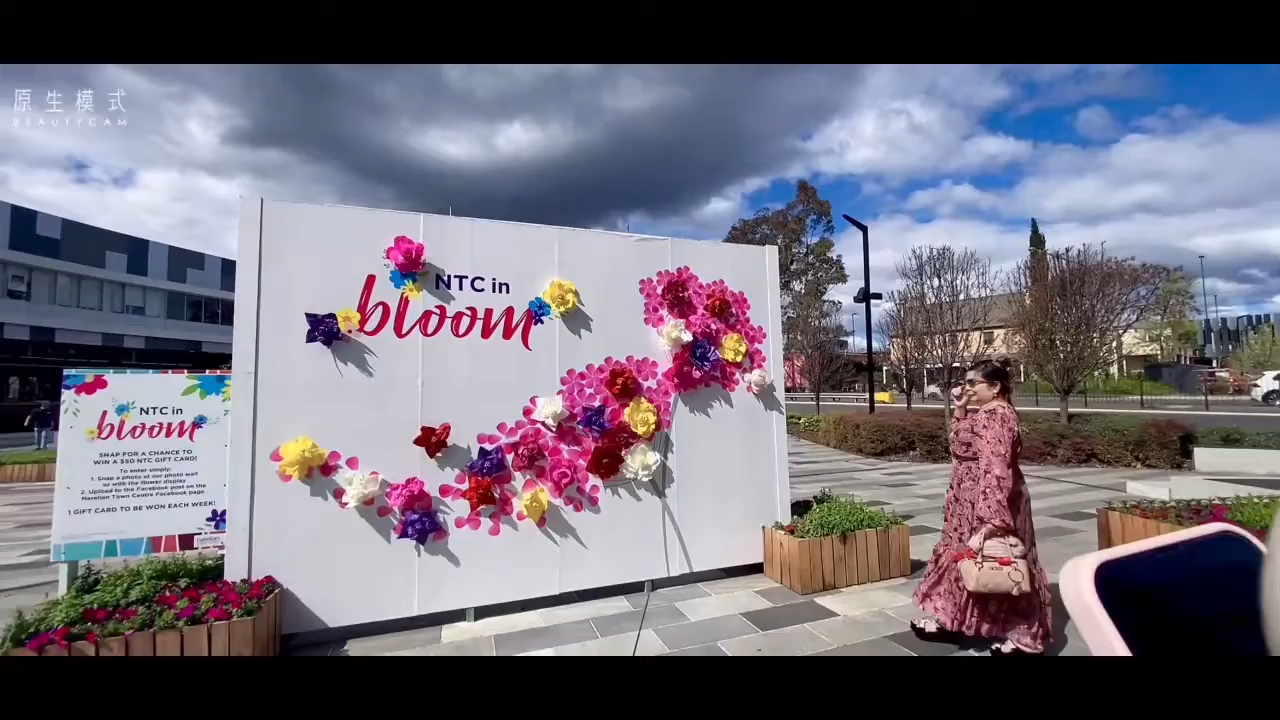 原生模式
BEAUTYCAM
NTC in
bloom
NTC in
bloom
SNAP FOR A CHANCE TO
WIN A $50 NTC GIFT CARD!
To enter simply:
1. Snap a photo at our photo wall
or with the flower display
2. Upload to the Facebook post on the
Narellan Town Centre Facebook page
1 GIFT CARD TO BE WON EACH WEEK!
narellan